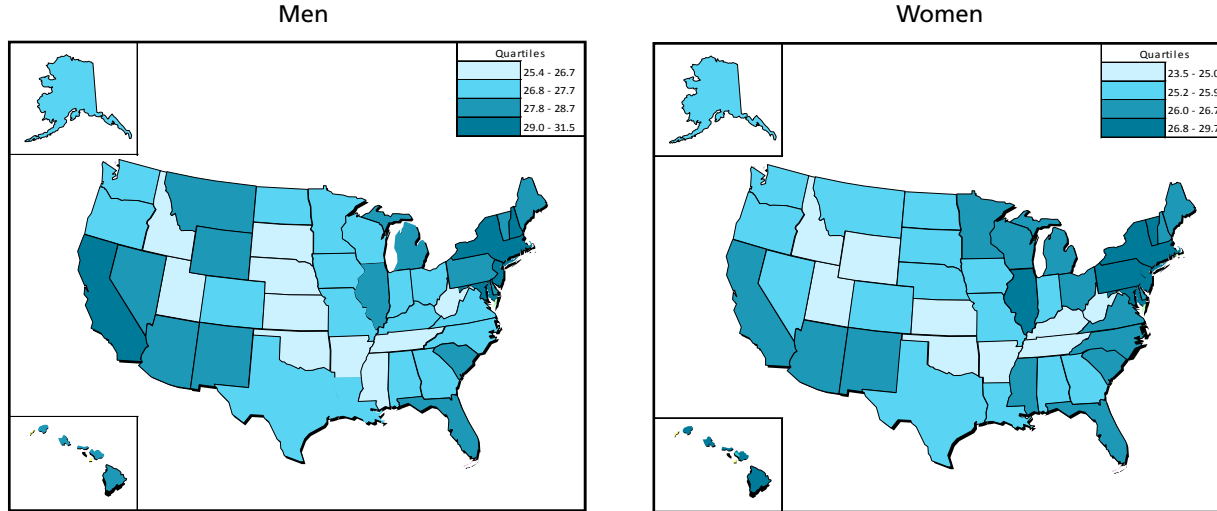 Men
Women
Quartiles
25.4 - 26.7
26.8 - 27.7
27.8 - 28.7
29.0 - 31.5
Quartiles
23.5 - 25.0
25.2 - 25.9
26.0 - 26.7
26.8 - 29.7